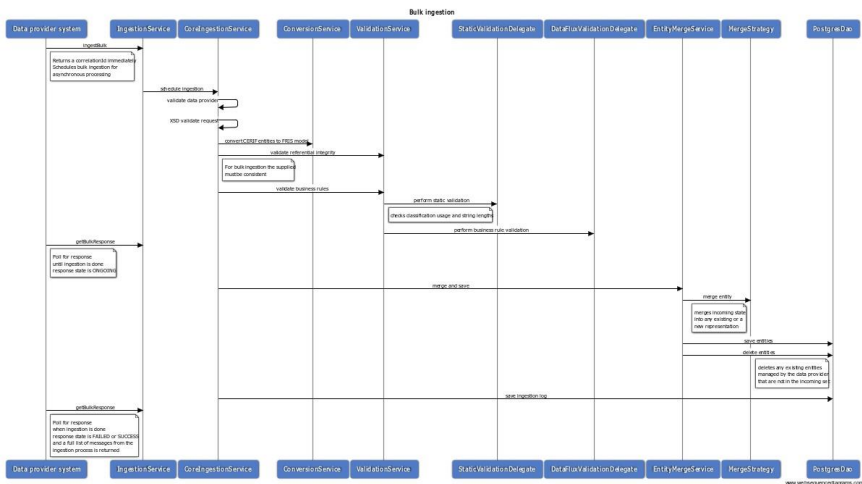 Bulk ingestion
Data provider system
IngestionService
CoreIngestionService
ConversionService
ValidationService
StaticValidationDelegate
DataFluxValidationDelegate
EntityMergeService
MergeStrategy
PostgresDao
ingestBulk
Returns a correlationId immediately
Schedules bulk ingestion for
asynchronous processing
schedule ingestion
validate data provider
XSD validate request
convert CERIF entities to FRES model
validate referential integrity
For bulk ingestion the supplied
must be consistent
validate business rules
perform static validation
checks classification usage and string lengths
perform business rule validation
getBulkResponse
Poll for response
until ingestion is done
response state is ONGOING
merge and save
merge entity
merges incoming state
into any existing or a
new representation
save entities
delete entities
deletes any existing entities
managed by the data provider
that are not in the incoming set
save ingestion log
getBulkResponse
Poll for response
when ingestion is done
response state is FAILED or SUCCESS
and a full list of messages from the
ingestion process is returned
Data provider system
IngestionService
CoreIngestionService
ConversionService
ValidationService
StaticValidationDelegate
DataFluxValidationDelegate
EntityMergeService
MergeStrategy
PostgresDao
www.websequencediagrams.com